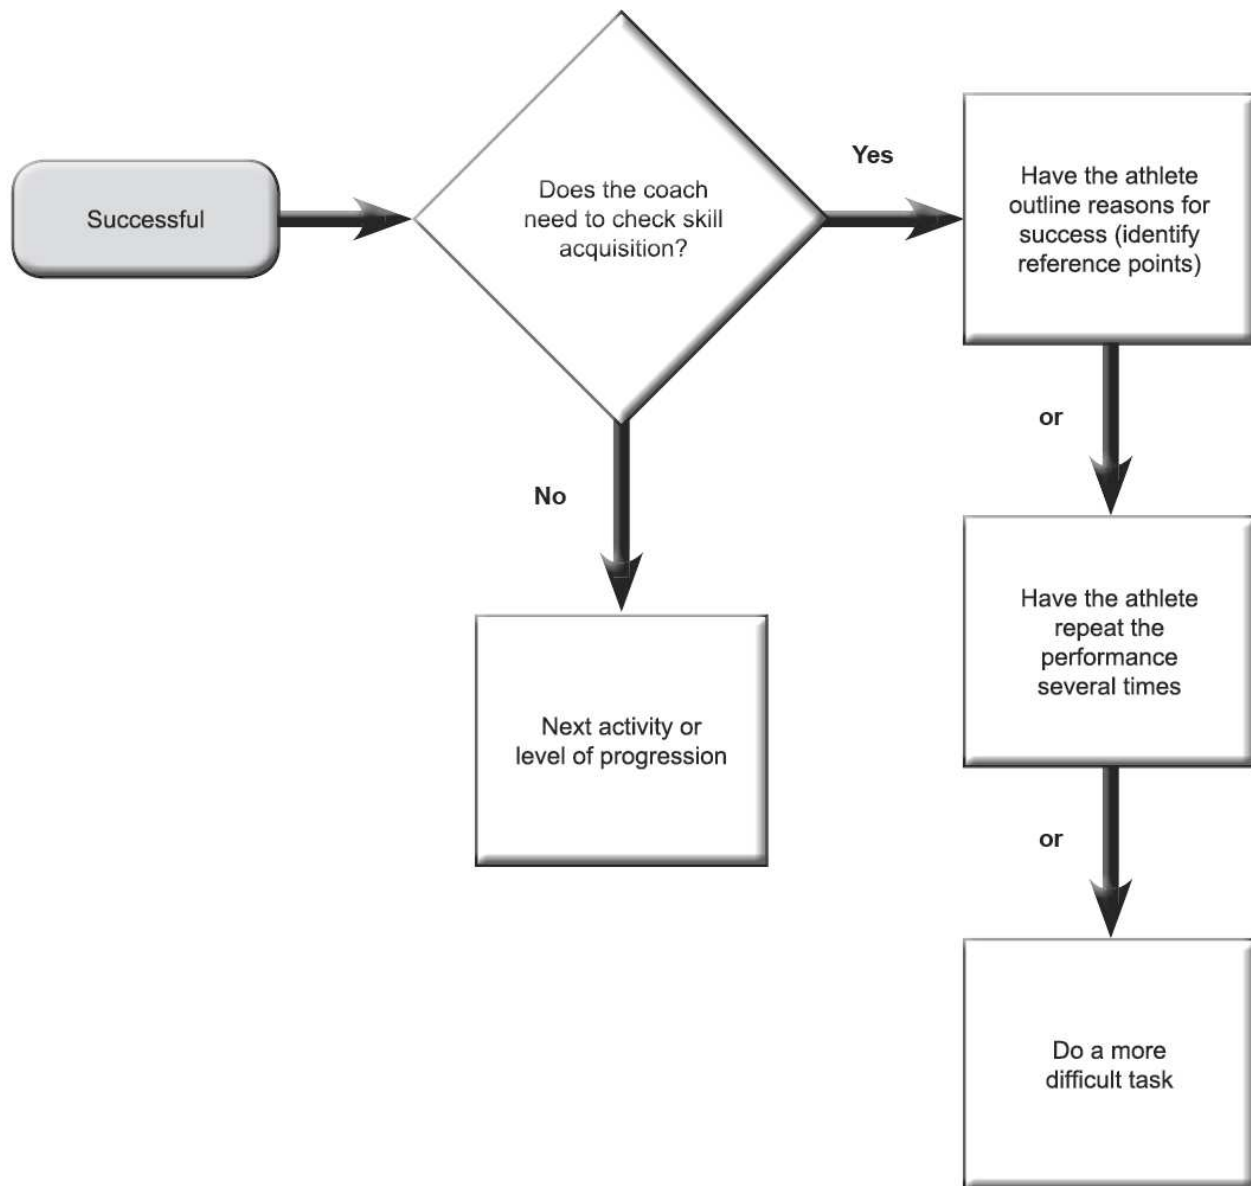 Successful
Does the coach
need to check skill
acquisition?
Yes
Have the athlete
outline reasons for
success (identify
reference points)
or
No
Have the athlete
repeat the
performance
several times
Next activity or
level of progression
or
Do a more
difficult task